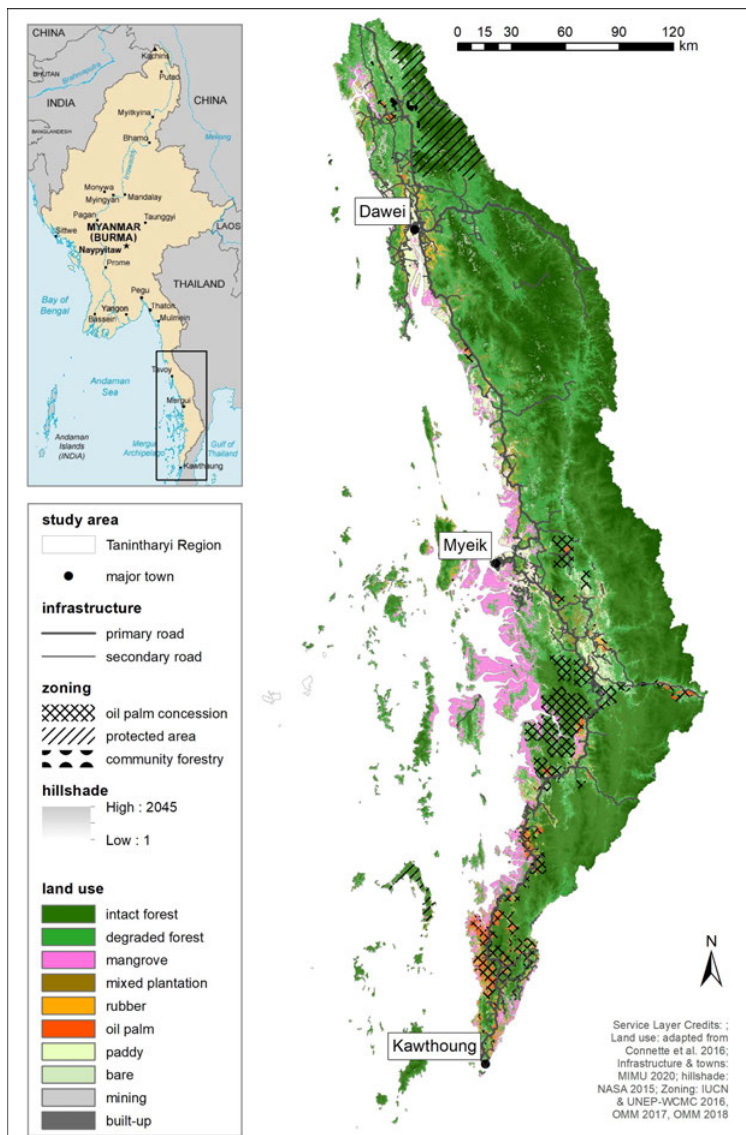 CHINA
BHUTAN
Brahmaputra
INDIA
CHINA
BANGLADESH
Kachins
Putao
Myitkyina
Bhamo
Irrawaddy
Mekong
Monywa
Myingyan
Mandalay
Pagan
Taunggyi
Sittwe
MYANMAR
(BURMA)
Naypyitaw
LAOS
Prome
THAILAND
Bay of
Bengal
Pegu
Yangon
Bassein
Thaton
Mulmein
Andaman
Sea
Tavoy
Mergui
Andaman
Islands
(INDIA)
Mergui
Archipelago
Gulf of
Thailand
Kawthaung
study area
Tanintharyi Region
major town
infrastructure
primary road
secondary road
zoning
oil palm concession
protected area
community forestry
hillshade
High : 2045
Low : 1
land use
intact forest
degraded forest
mangrove
mixed plantation
rubber
oil palm
paddy
bare
mining
built-up
0 15 30 60 90 120
km
Dawei
Myeik
Kawthoung
N
Service Layer Credits: ;
Land use: adapted from
Connette et al. 2016;
Infrastructure & towns:
MIMU 2020; hillshade:
NASA 2015; Zoning: IUCN
& UNEP-WCMC 2016,
OMM 2017, OMM 2018